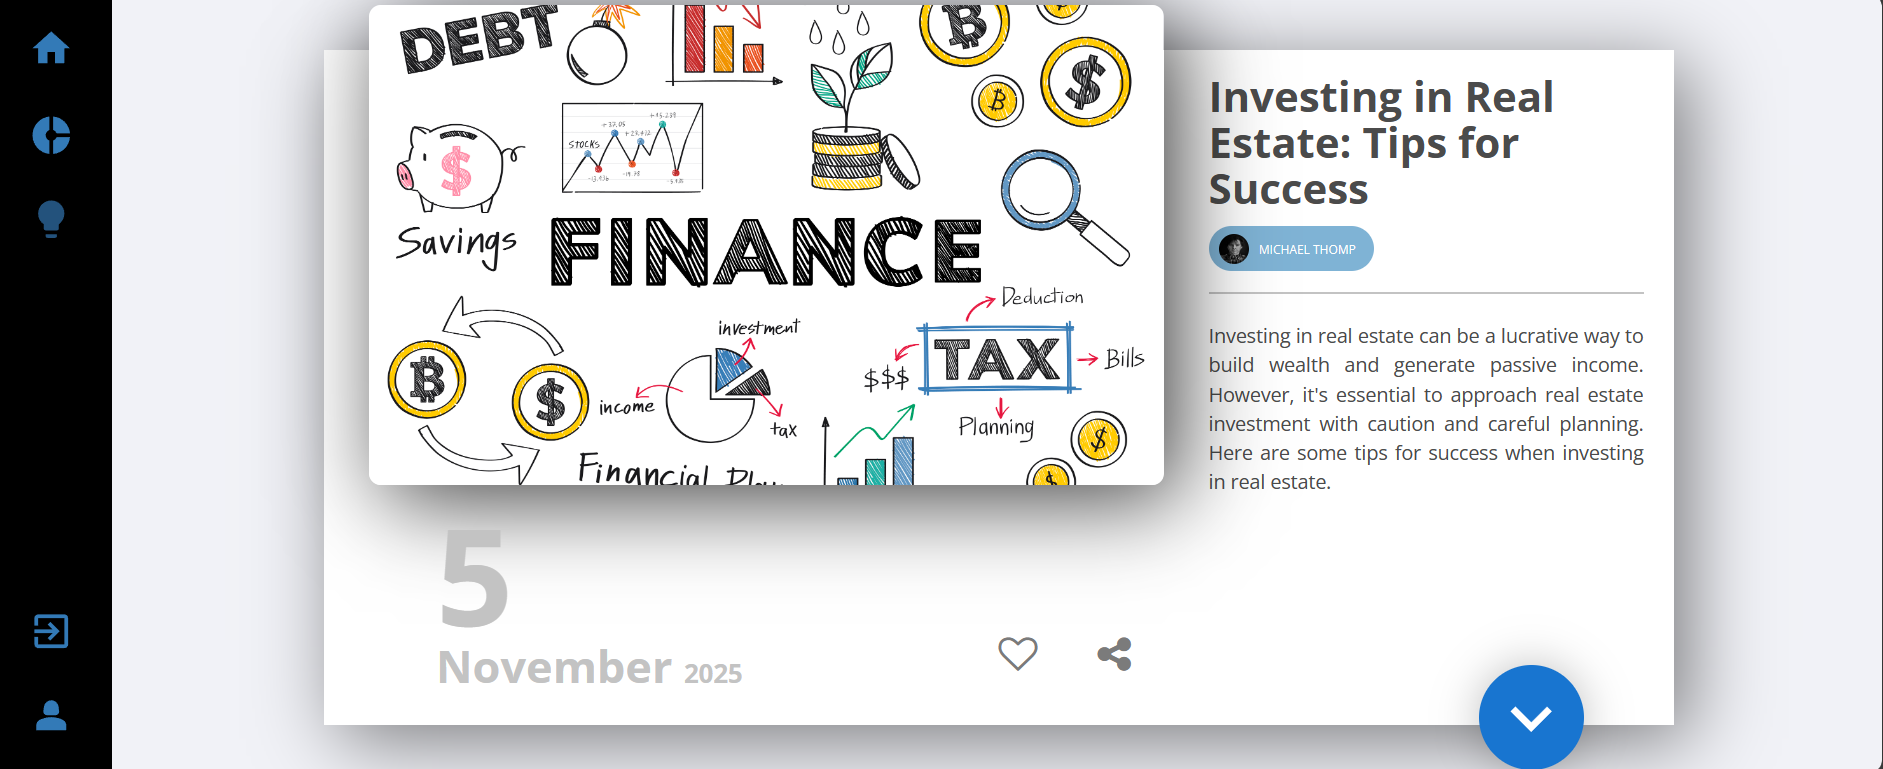 DEBT
STOCKS
Savings
FINANCE
Deduction
investment
TAX
Bills
$$$
income
tax
Planning
Financial
Investing in Real
Estate: Tips for
Success
MICHAEL THOMP
Investing in real estate can be a lucrative way to
build wealth and generate passive income.
However, it's essential to approach real estate
investment with caution and careful planning.
Here are some tips for success when investing
in real estate.
5
November 2025